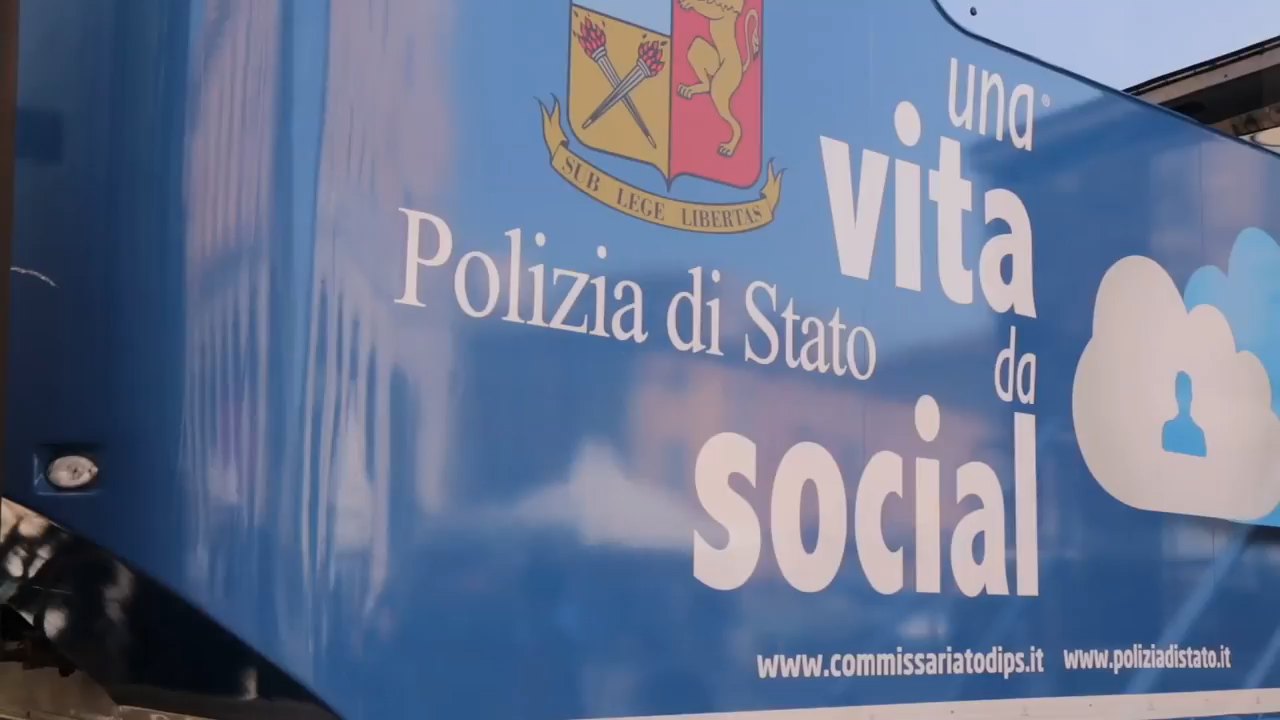 SUB LEGE LIBERTAS
Polizia di Stato
una
vita
da
social
www.commissariatodips.it www.poliziadistato.it